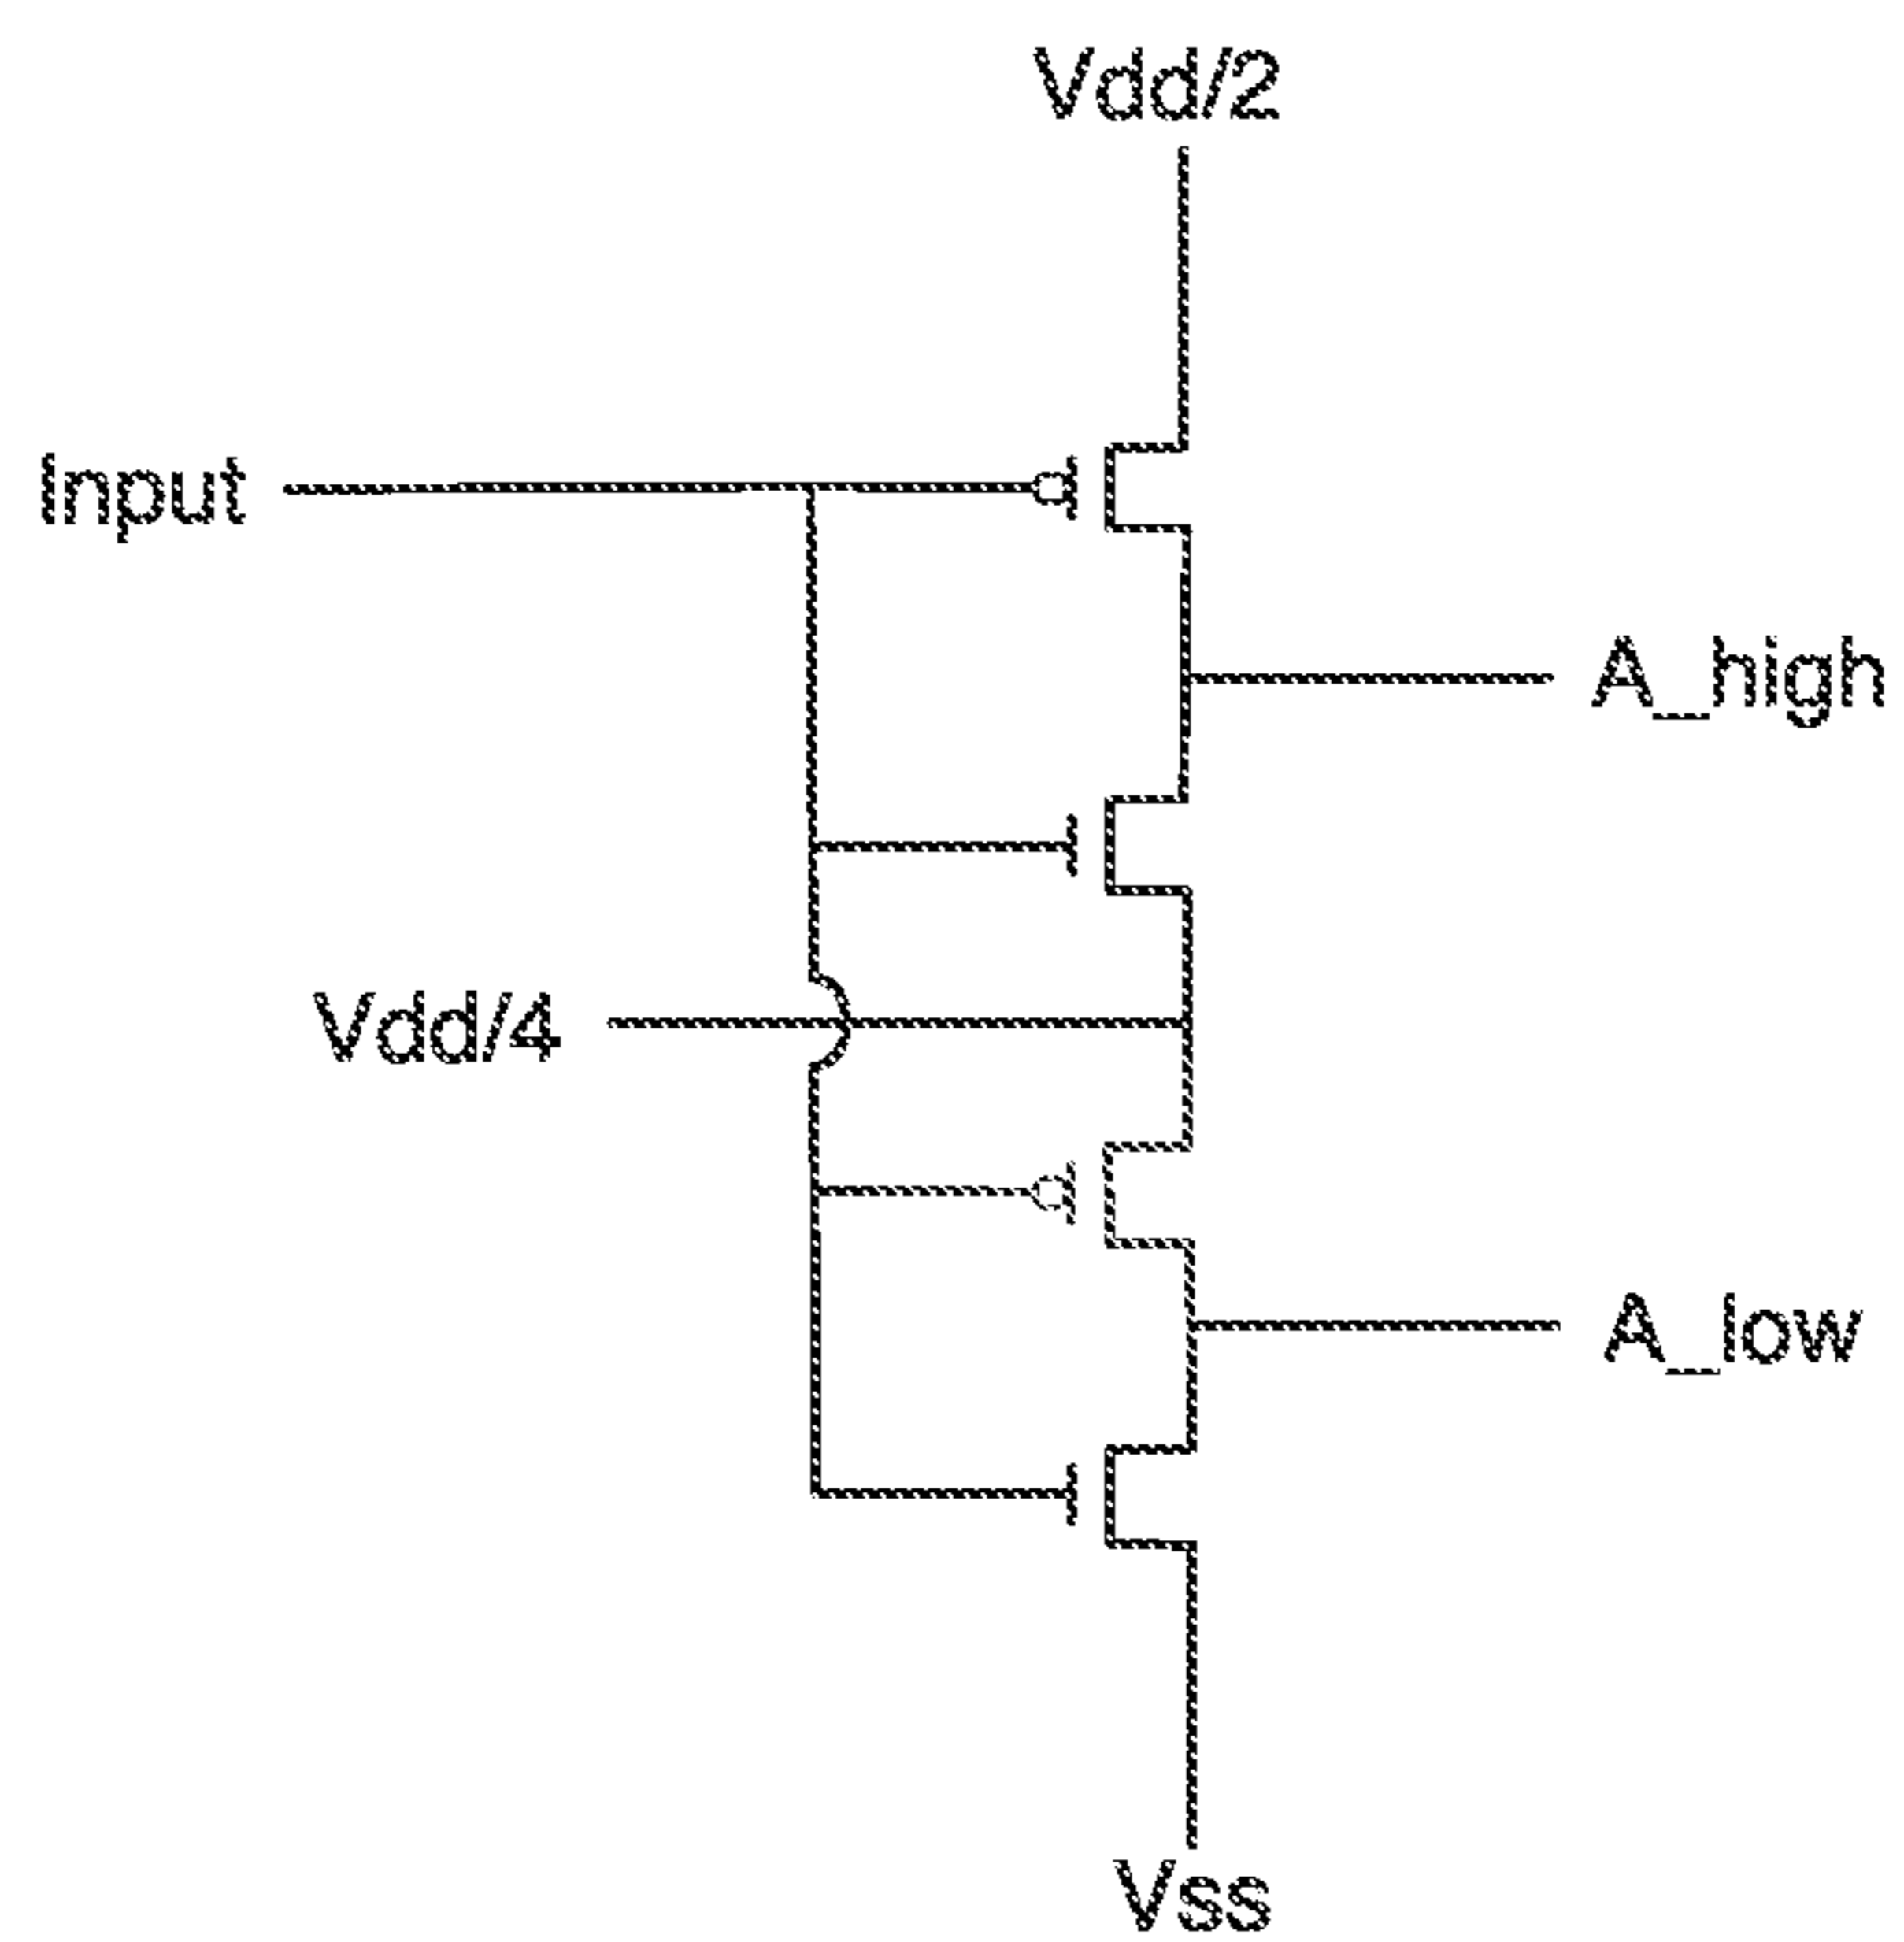 Vdd/2
Input
A_high
Vdd/4
A_low
Vss